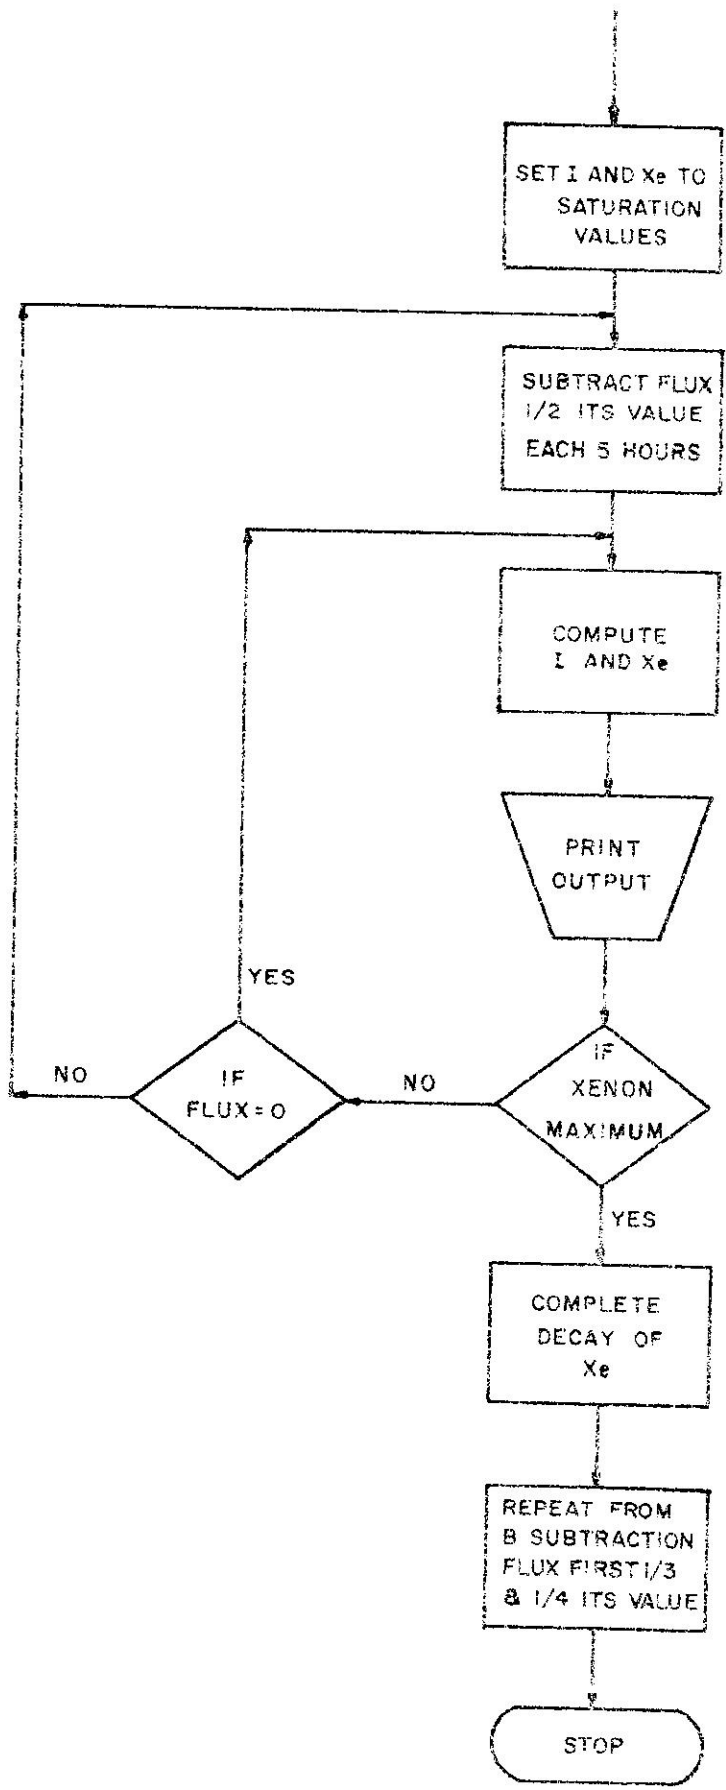 SET I AND Xe TO
SATURATION
VALUES
SUBTRACT FLUX
1/2 ITS VALUE
EACH 5 HOURS
COMPUTE
I AND Xe
PRINT
OUTPUT
YES
IF
XENON
MAXIMUM
NO
IF
FLUX = 0
NO
YES
COMPLETE
DECAY OF
Xe
REPEAT FROM
B SUBTRACTION
FLUX FIRST 1/3
& 1/4 ITS VALUE
STOP